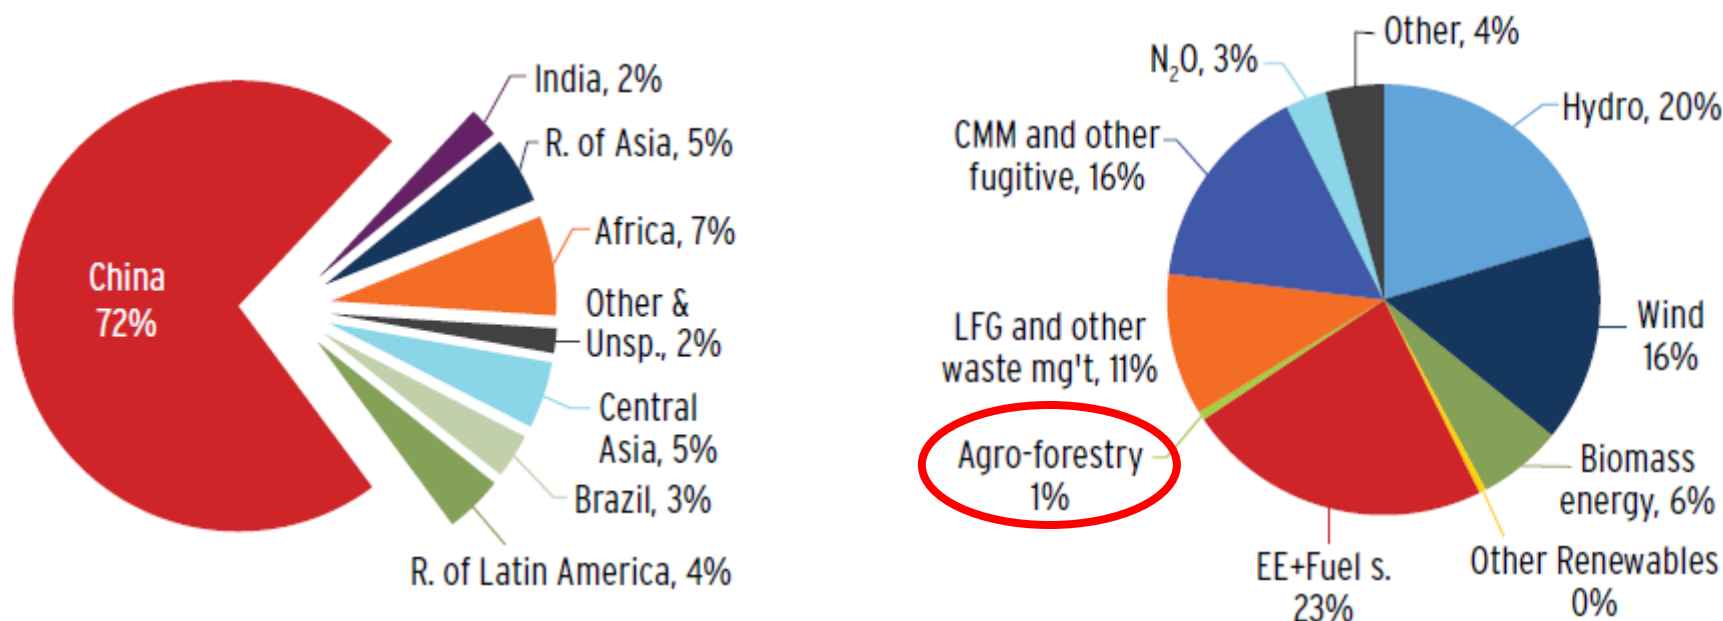 India, 2%
R. of Asia, 5%
Africa, 7%
China
72%
Other &
Unsp., 2%
Central
Asia, 5%
Brazil, 3%
R. of Latin America, 4%
Other, 4%
N₂O, 3%
Hydro, 20%
CMM and other
fugitive, 16%
Wind
16%
LFG and other
waste mg't, 11%
Agro-forestry
1%
Biomass
energy, 6%
Other Renewables
0%
EE+Fuel s.
23%